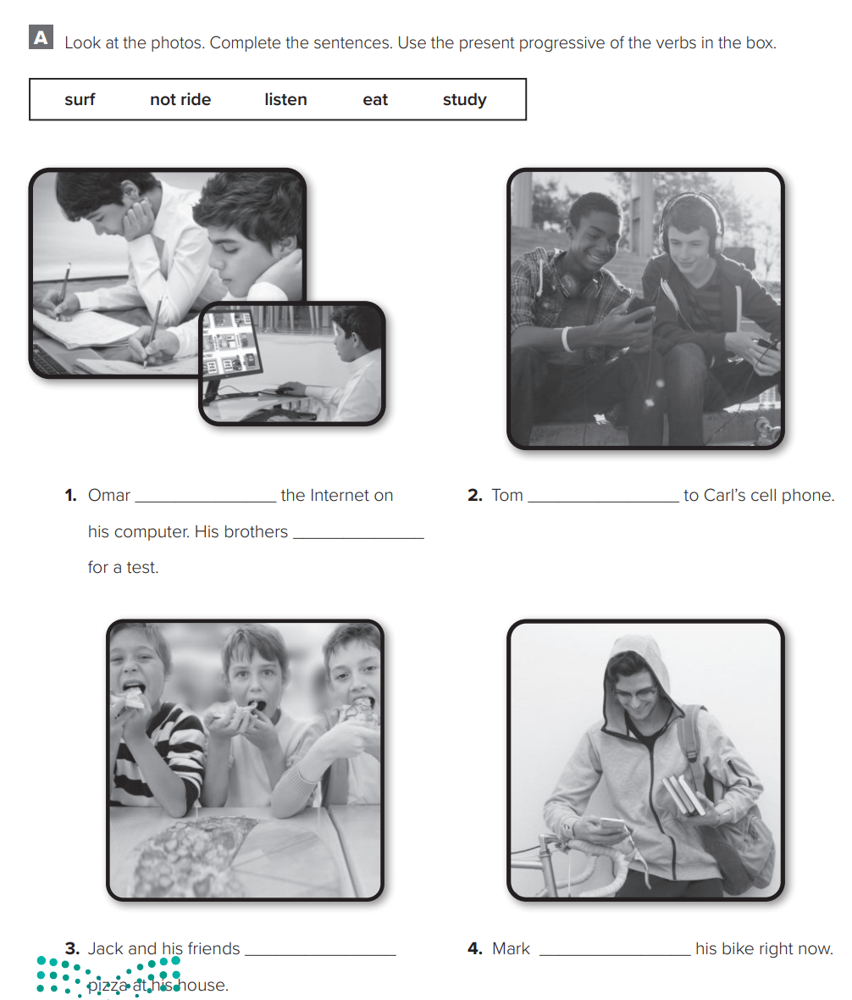 A Look at the photos. Complete the sentences. Use the present progressive of the verbs in the box.
surf not ride listen eat study
1. Omar _______________ the Internet on
his computer. His brothers ______________
for a test.
2. Tom ________________ to Carl’s cell phone.
3. Jack and his friends ________________
pizza at his house.
4. Mark ________________ his bike right now.